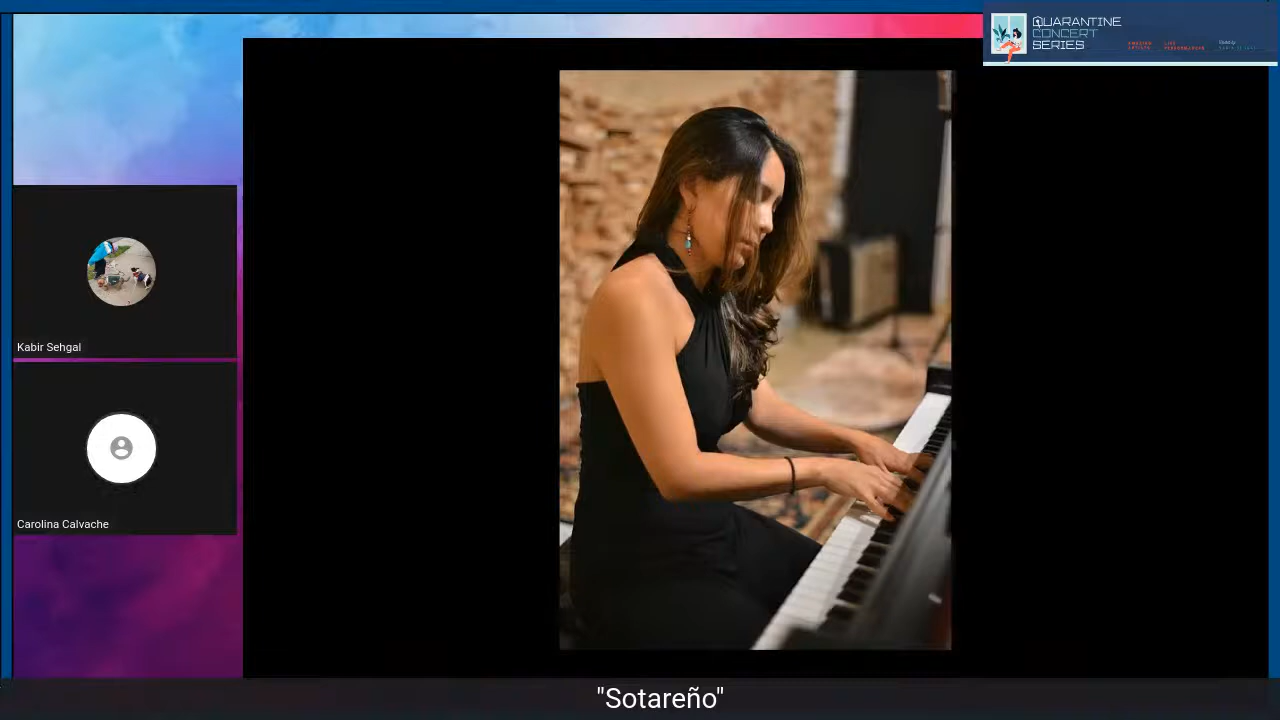 QUARANTINE
CONCERT
SERIES
Kabir Sehgal
Carolina Calvache
"Sotareño"